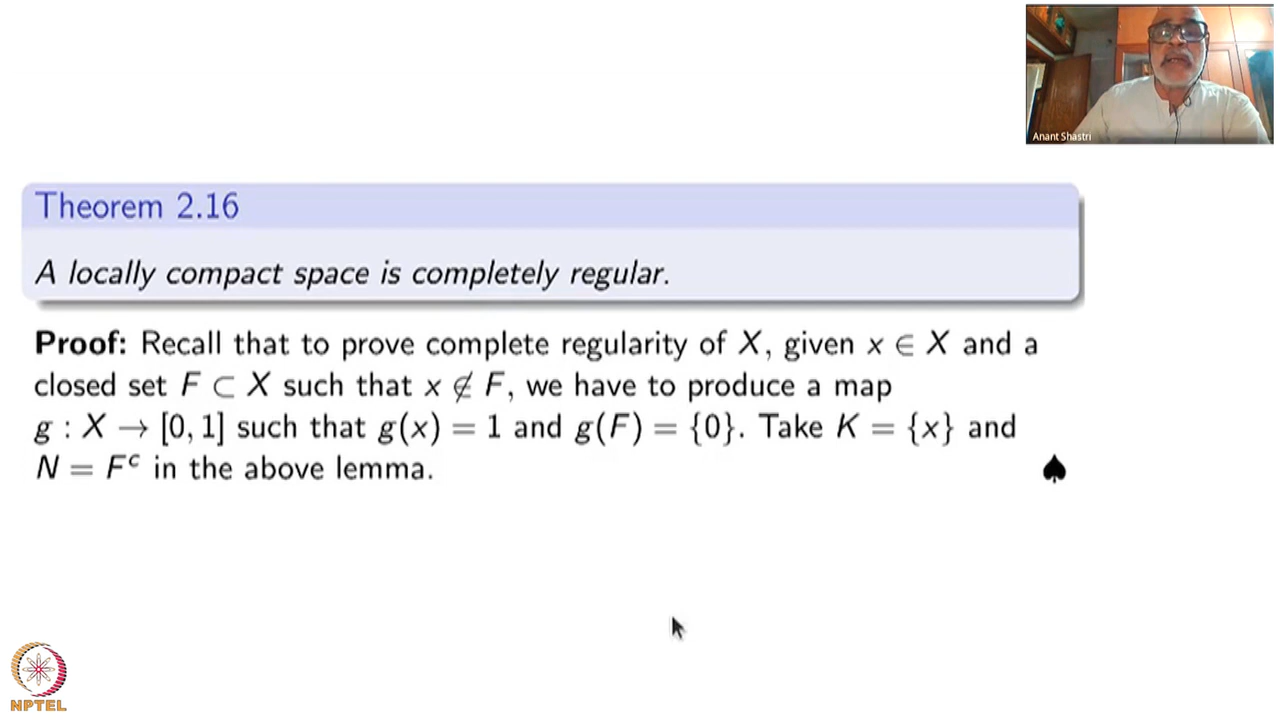 Anant Shastri
Theorem 2.16
A locally compact space is completely regular.
Proof: Recall that to prove complete regularity of X, given x ∈ X and a
closed set F ⊂ X such that x ∉ F, we have to produce a map
g : X → [0, 1] such that g(x) = 1 and g(F) = {0}. Take K = {x} and
N = Fᶜ in the above lemma. ♠
NPTEL